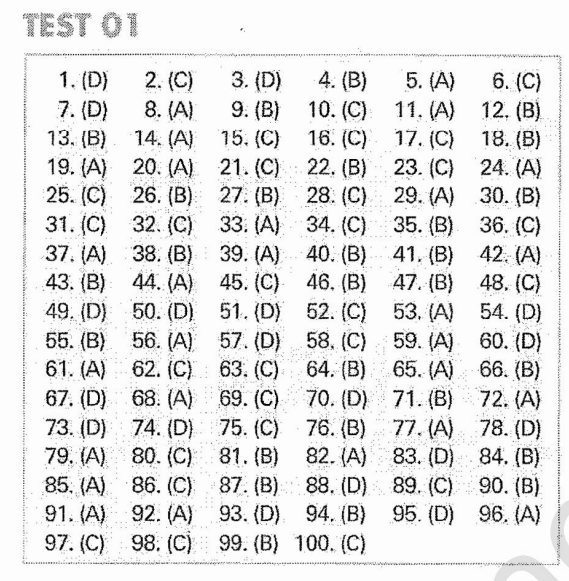 TEST 01
1. (D) 2. (C) 3. (D) 4. (B) 5. (A) 6. (C)
7. (D) 8. (A) 9. (B) 10. (C) 11. (A) 12. (B)
13. (B) 14. (A) 15. (C) 16. (C) 17. (C) 18. (B)
19. (A) 20. (A) 21. (C) 22. (B) 23. (C) 24. (A)
25. (C) 26. (B) 27. (B) 28. (C) 29. (A) 30. (B)
31. (C) 32. (C) 33. (A) 34. (C) 35. (B) 36. (C)
37. (A) 38. (B) 39. (A) 40. (B) 41. (B) 42. (A)
43. (B) 44. (A) 45. (C) 46. (B) 47. (B) 48. (C)
49. (D) 50. (D) 51. (D) 52. (C) 53. (A) 54. (D)
55. (B) 56. (A) 57. (D) 58. (C) 59. (A) 60. (D)
61. (A) 62. (C) 63. (C) 64. (B) 65. (A) 66. (B)
67. (D) 68. (A) 69. (C) 70. (D) 71. (B) 72. (A)
73. (D) 74. (D) 75. (C) 76. (B) 77. (A) 78. (D)
79. (A) 80. (C) 81. (B) 82. (A) 83. (D) 84. (B)
85. (A) 86. (C) 87. (B) 88. (D) 89. (C) 90. (B)
91. (A) 92. (A) 93. (D) 94. (B) 95. (D) 96. (A)
97. (C) 98. (C) 99. (B) 100. (C)